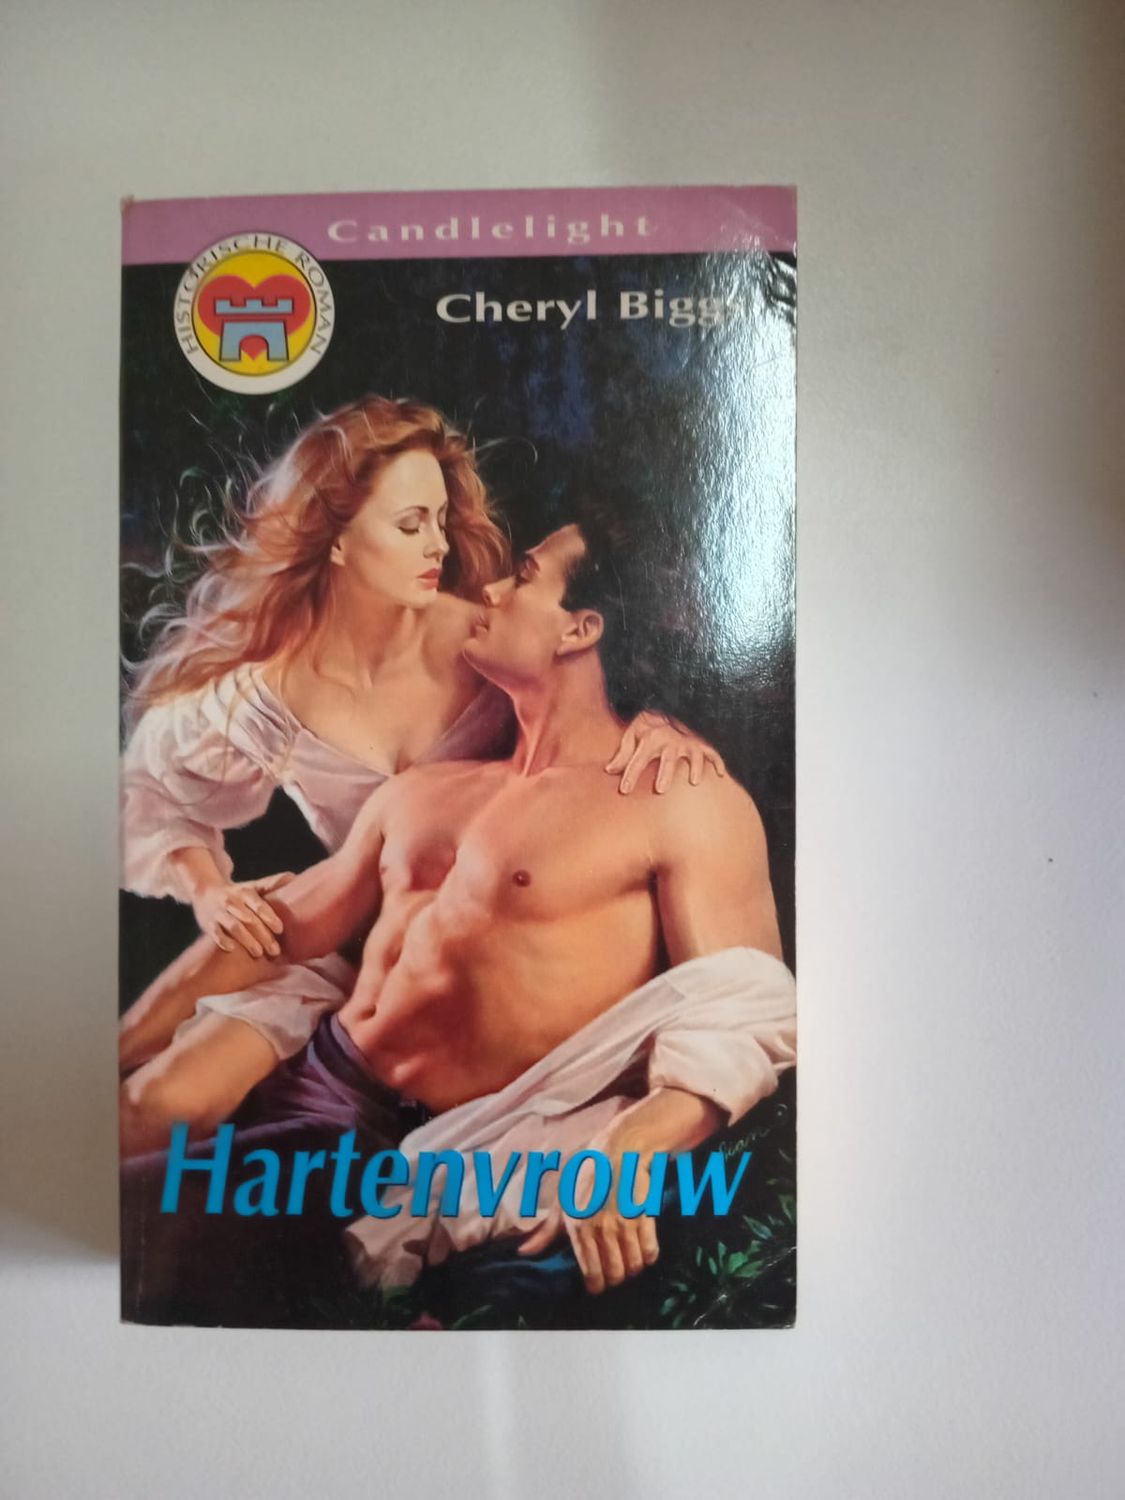 Candlelight
HISTORISCHE ROMAN
Cheryl Biggs
Hartenvrouw